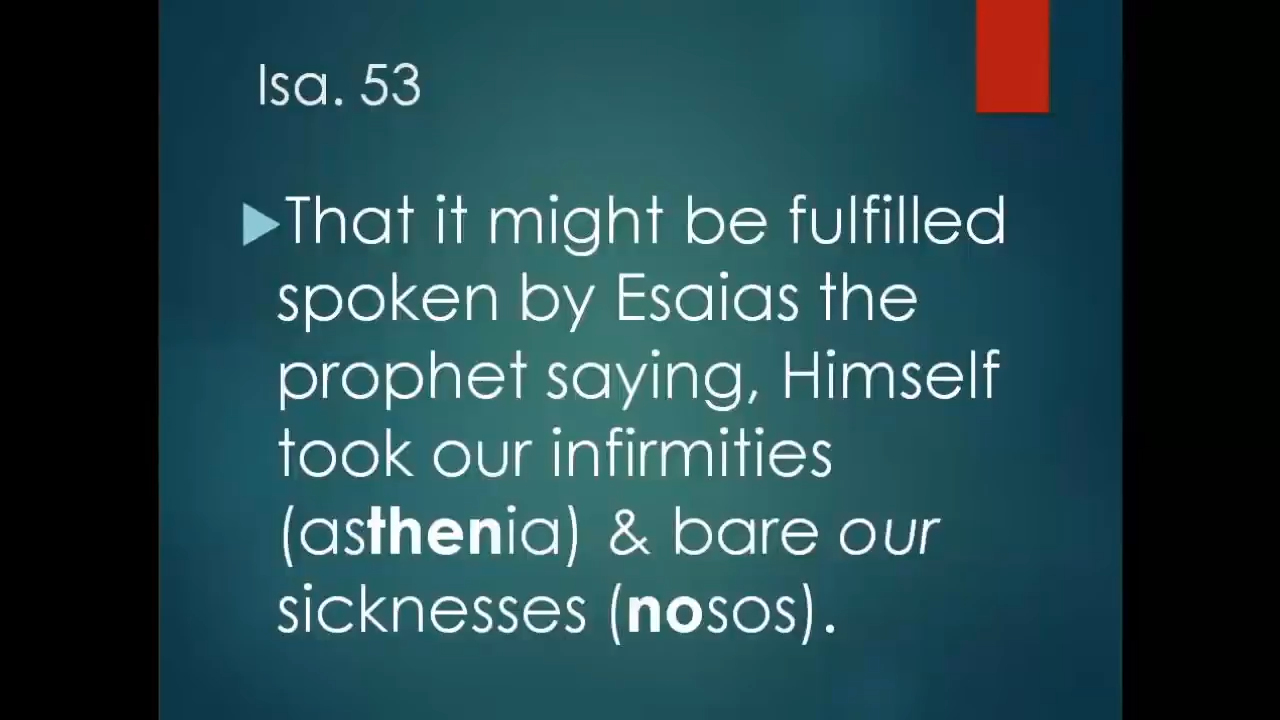 Isa. 53
That it might be fulfilled
spoken by Esaias the
prophet saying, Himself
took our infirmities
(asthenia) & bare our
sicknesses (nosos).